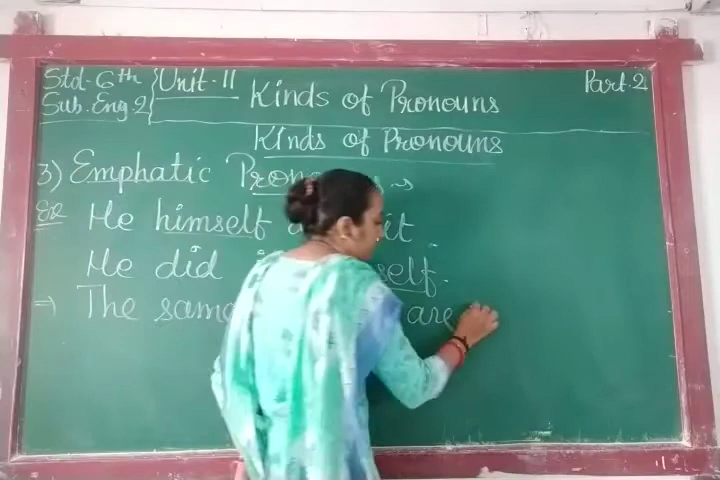 Std-6th {Unit-11 Kinds of Pronouns Part-2
Sub.Eng.2
Kinds of Pronouns
3) Emphatic
Ex He himself
He did
⇒ The same are